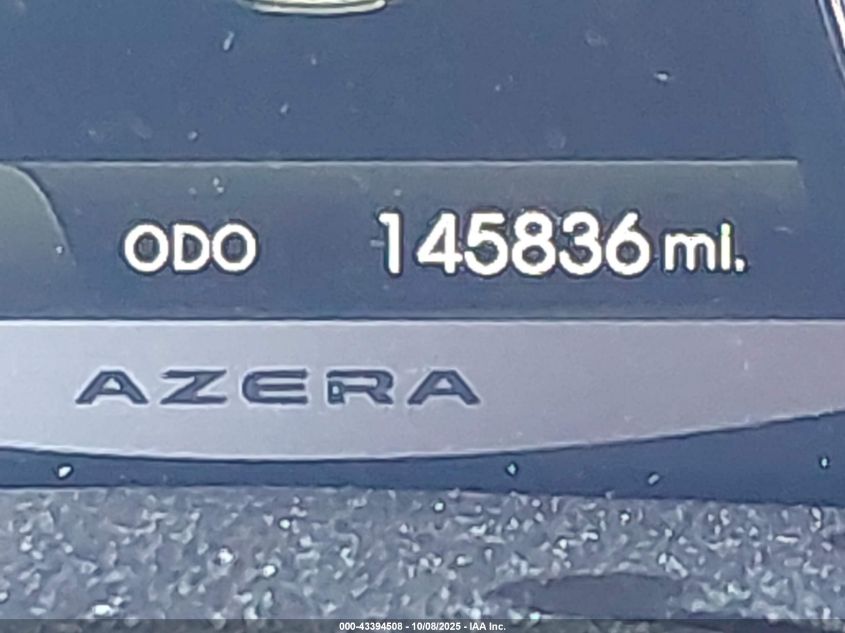 ODO 145836 mi.
AZERA
000-43394508 - 10/08/2025 - IAA Inc.